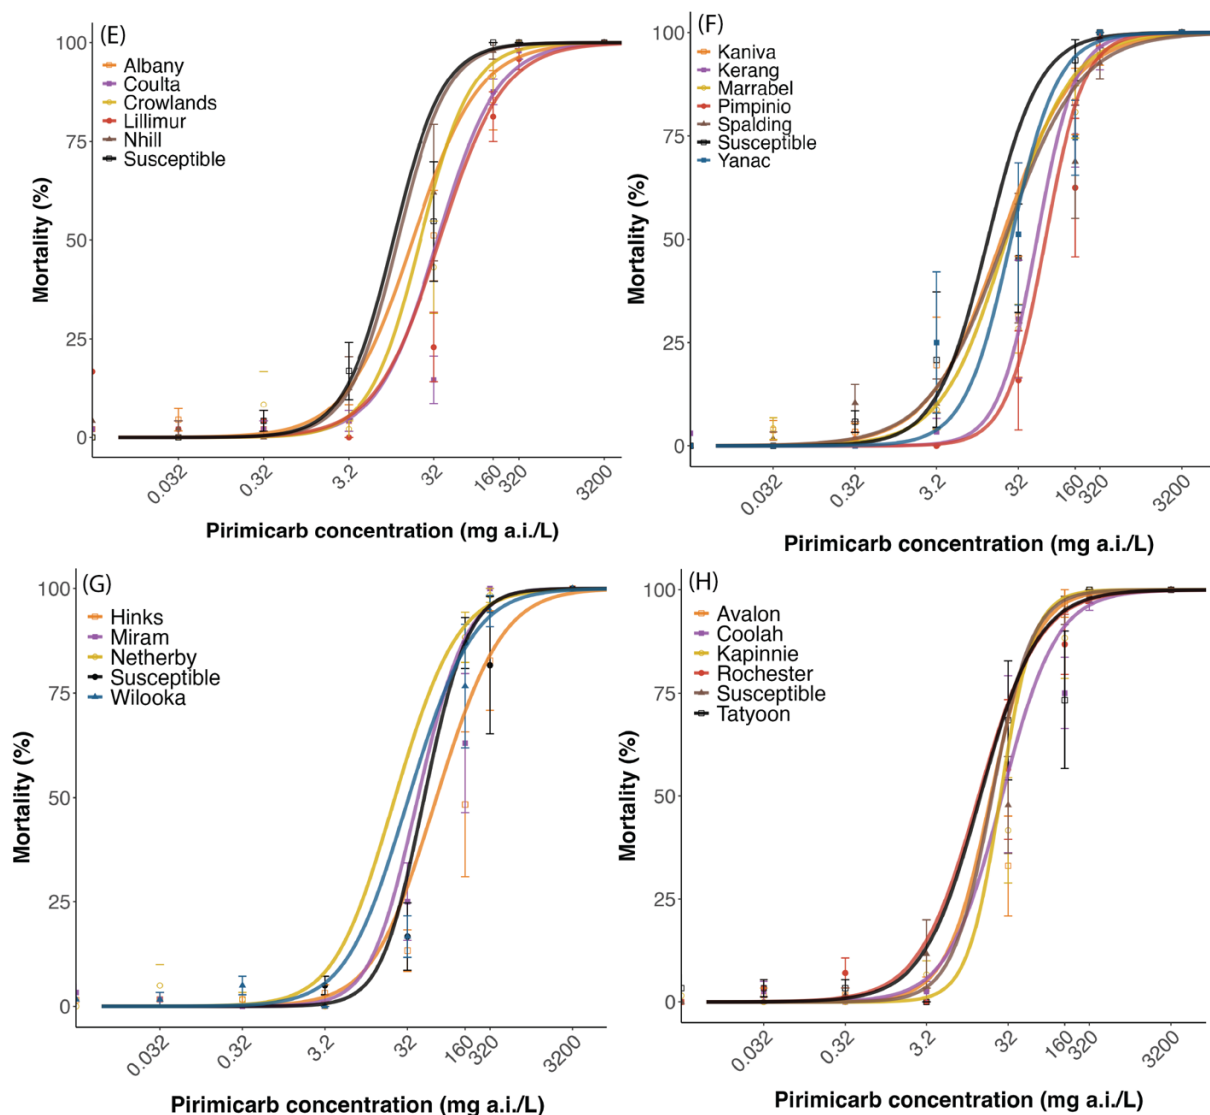 (E)
Albany
Coulta
Crowlands
Lillimur
Nhill
Susceptible
100
75
50
25
0
Mortality (%)
0.032
0.32
3.2
32
160
320
3200
Pirimicarb concentration (mg a.i./L)
(F)
Kaniva
Kerang
Marrabel
Pimpinio
Spalding
Susceptible
Yanac
100
75
50
25
0
Mortality (%)
0.032
0.32
3.2
32
160
320
3200
Pirimicarb concentration (mg a.i./L)
(G)
Hinks
Miram
Netherby
Susceptible
Wilooka
100
75
50
25
0
Mortality (%)
0.032
0.32
3.2
32
160
320
3200
Pirimicarb concentration (mg a.i./L)
(H)
Avalon
Coolah
Kapinnie
Rochester
Susceptible
Tatyoon
100
75
50
25
0
Mortality (%)
0.032
0.32
3.2
32
160
320
3200
Pirimicarb concentration (mg a.i./L)